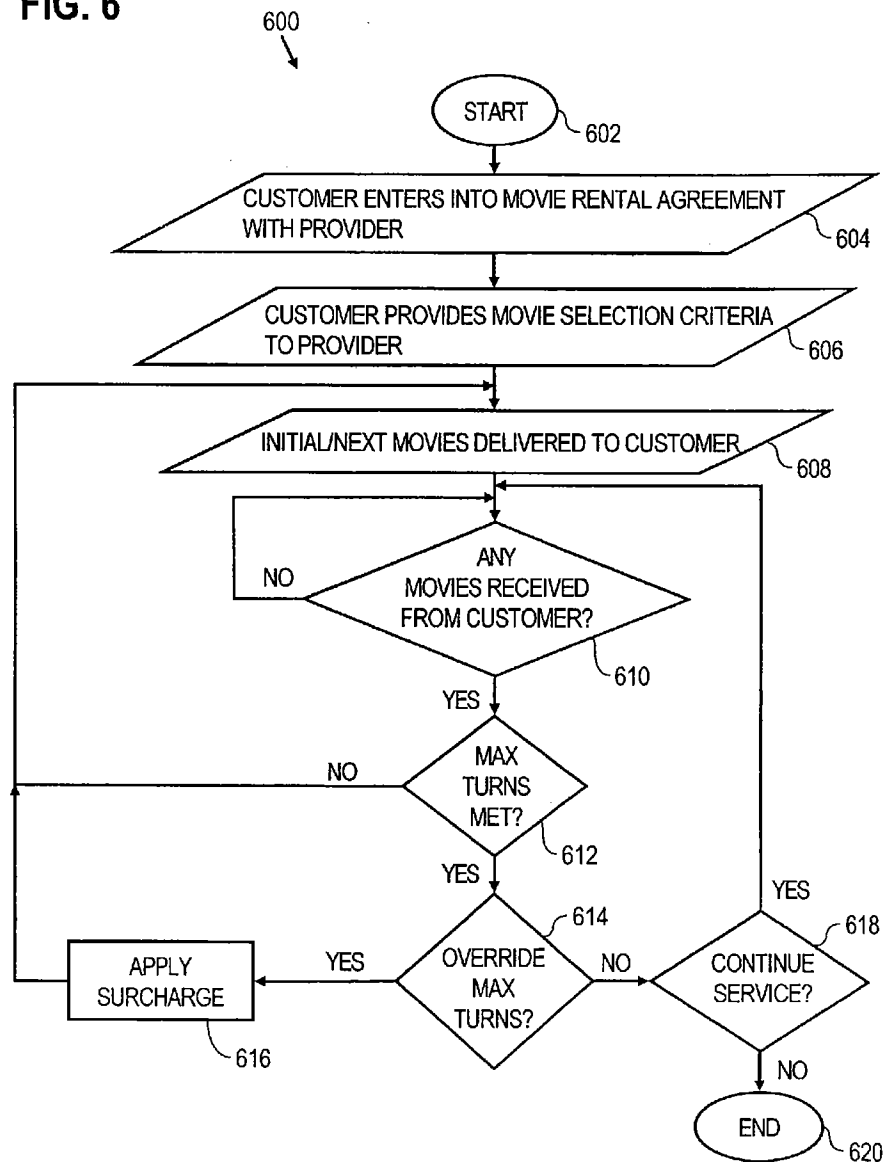 FIG. 6
600
START
602
CUSTOMER ENTERS INTO MOVIE RENTAL AGREEMENT
WITH PROVIDER
604
CUSTOMER PROVIDES MOVIE SELECTION CRITERIA
TO PROVIDER
606
INITIAL/NEXT MOVIES DELIVERED TO CUSTOMER
608
ANY
MOVIES RECEIVED
FROM CUSTOMER?
NO
610
YES
MAX
TURNS
MET?
NO
612
YES
614
OVERRIDE
MAX
TURNS?
YES
NO
APPLY
SURCHARGE
616
YES
618
CONTINUE
SERVICE?
NO
END
620